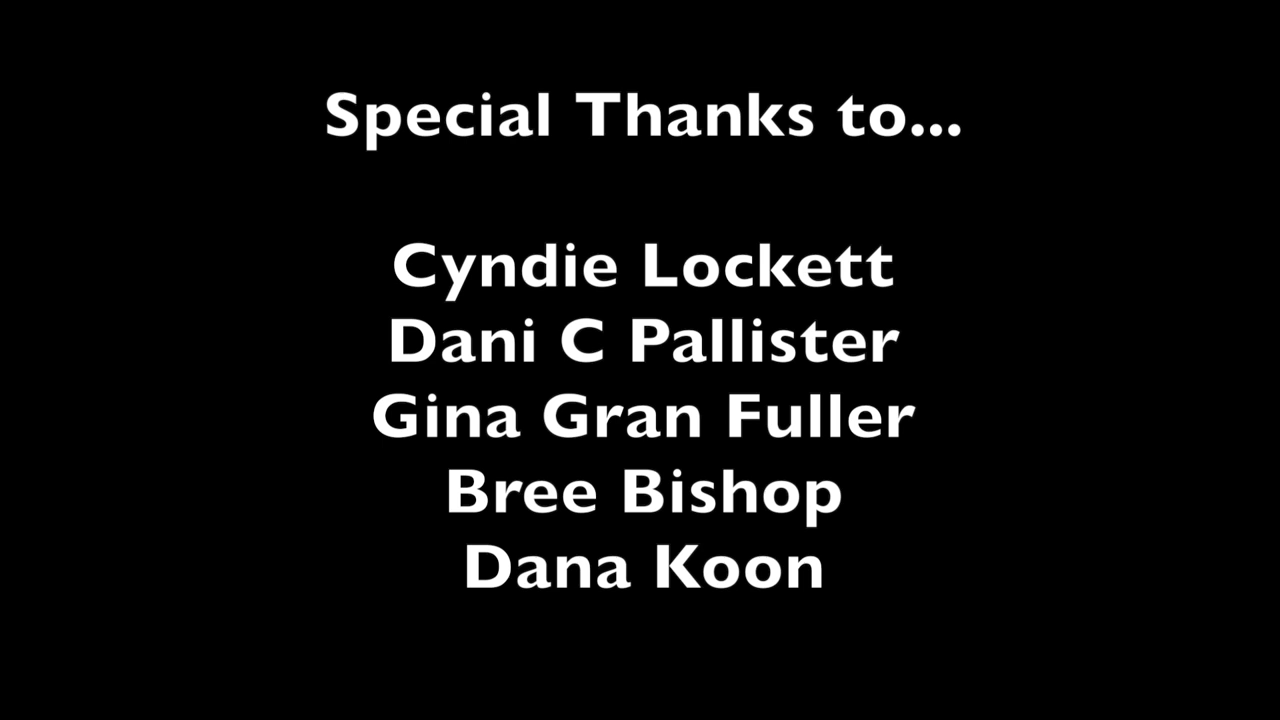 Special Thanks to...
Cyndie Lockett
Dani C Pallister
Gina Gran Fuller
Bree Bishop
Dana Koon